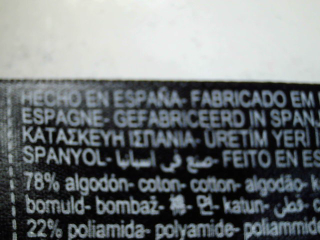 HECHO EN ESPAÑA- FABRICADO EM
ESPAGNE- GEFABRICEERD IN SPANJ
ΚΑΤΑΣΚΕΥΗ ΙΣΠΑΝΙΑ- ÜRETIM YERI
SPANYOL- صنع في اسبانيا - FEITO EN ES
78% algodón- coton- cotton- algodão- k
bomuld- bombaž- 棉- 면- katun- قطن- c
22% poliamida- polyamide- poliammide